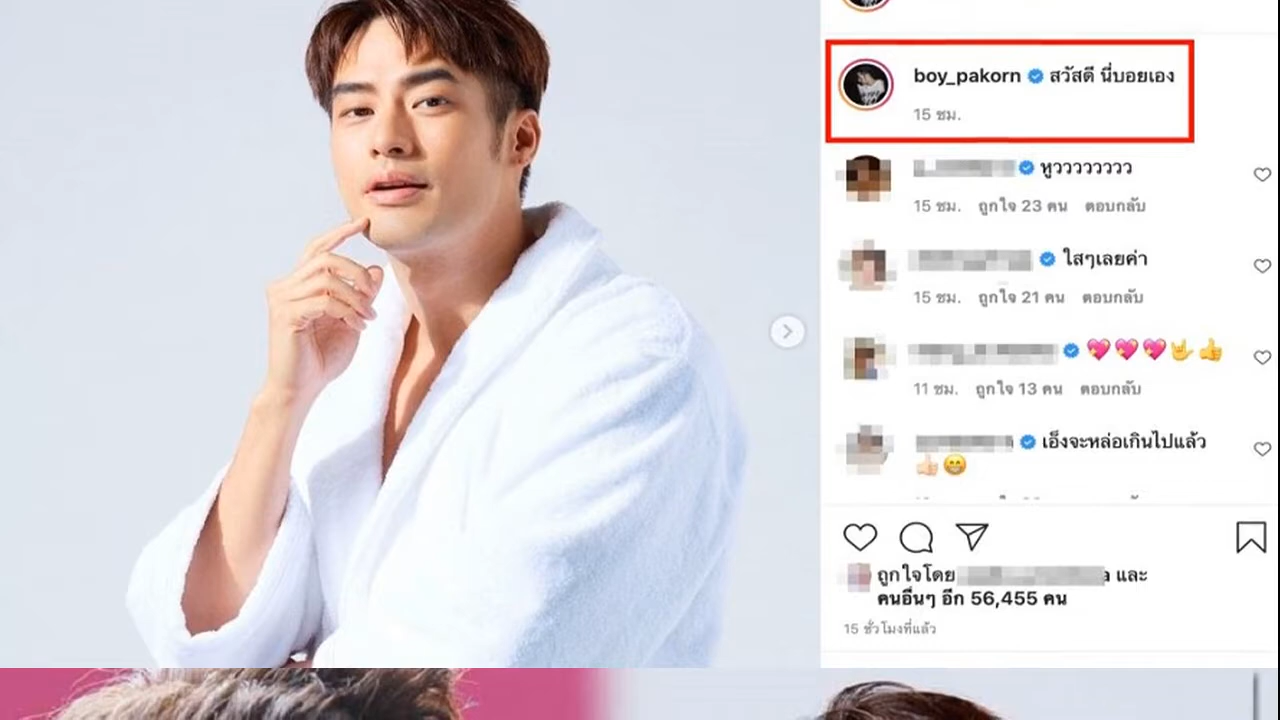 boy_pakorn สวัสดี นี่บอยเอง
15 ชม.
หูววววววววว
15 ชม. ถูกใจ 23 คน ตอบกลับ
ใสๆเลยค่า
15 ชม. ถูกใจ 21 คน ตอบกลับ
💖💖💖🤟👍
11 ชม. ถูกใจ 13 คน ตอบกลับ
เอ็งจะหล่อเกินไปแล้ว
👍🏻😁
ถูกใจโดย และ
คนอื่นๆ อีก 56,455 คน
15 ชั่วโมงที่แล้ว